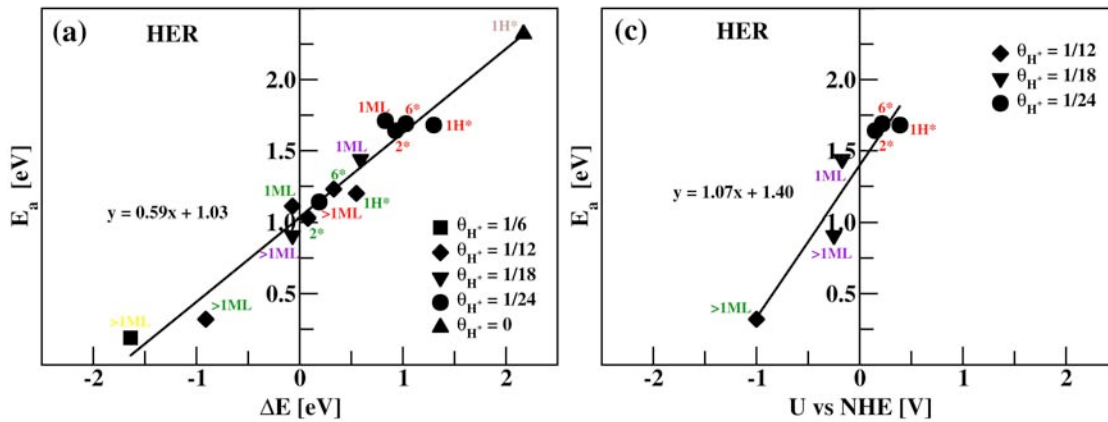 (a)
HER
1H*
1ML
6*
2*
1H*
1ML
6*
1ML
1H*
y = 0.59x + 1.03
>1ML
2*
>1ML
>1ML
>1ML
θH+ = 1/6
θH+ = 1/12
θH+ = 1/18
θH+ = 1/24
θH+ = 0
2.0
1.5
1.0
0.5
Ea [eV]
-2 -1 0 1 2
ΔE [eV]
(c)
HER
θH+ = 1/12
θH+ = 1/18
θH+ = 1/24
6*
1H*
2*
1ML
y = 1.07x + 1.40
>1ML
>1ML
2.0
1.5
1.0
0.5
Ea [eV]
-2 -1 0 1 2
U vs NHE [V]